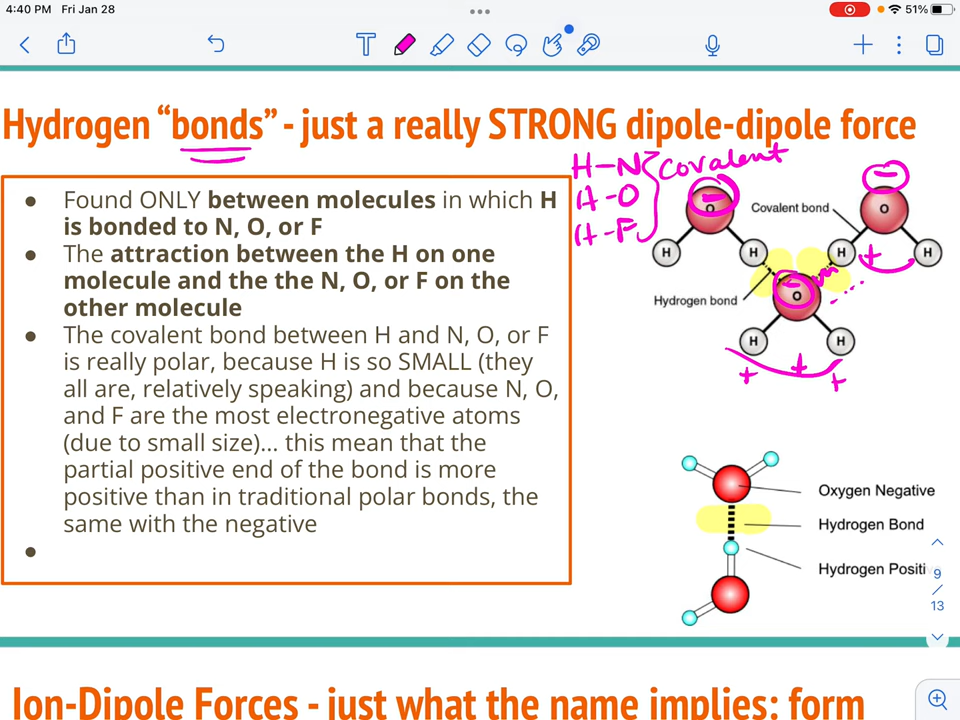 4:40 PM Fri Jan 28
51%
Hydrogen “bonds” - just a really STRONG dipole-dipole force
H-N
H-O
H-F
Covalent
● Found ONLY between molecules in which H
is bonded to N, O, or F
● The attraction between the H on one
molecule and the the N, O, or F on the
other molecule
● The covalent bond between H and N, O, or F
is really polar, because H is so SMALL (they
all are, relatively speaking) and because N, O,
and F are the most electronegative atoms
(due to small size)... this mean that the
partial positive end of the bond is more
positive than in traditional polar bonds, the
same with the negative
●
−
−
O
Covalent bond
O
H
H
H
+
H
Hydrogen bond
−
O
H
H
+
+
+
Oxygen Negative
Hydrogen Bond
Hydrogen Positi
9
/
13
Ion-Dipole Forces - just what the name implies: form